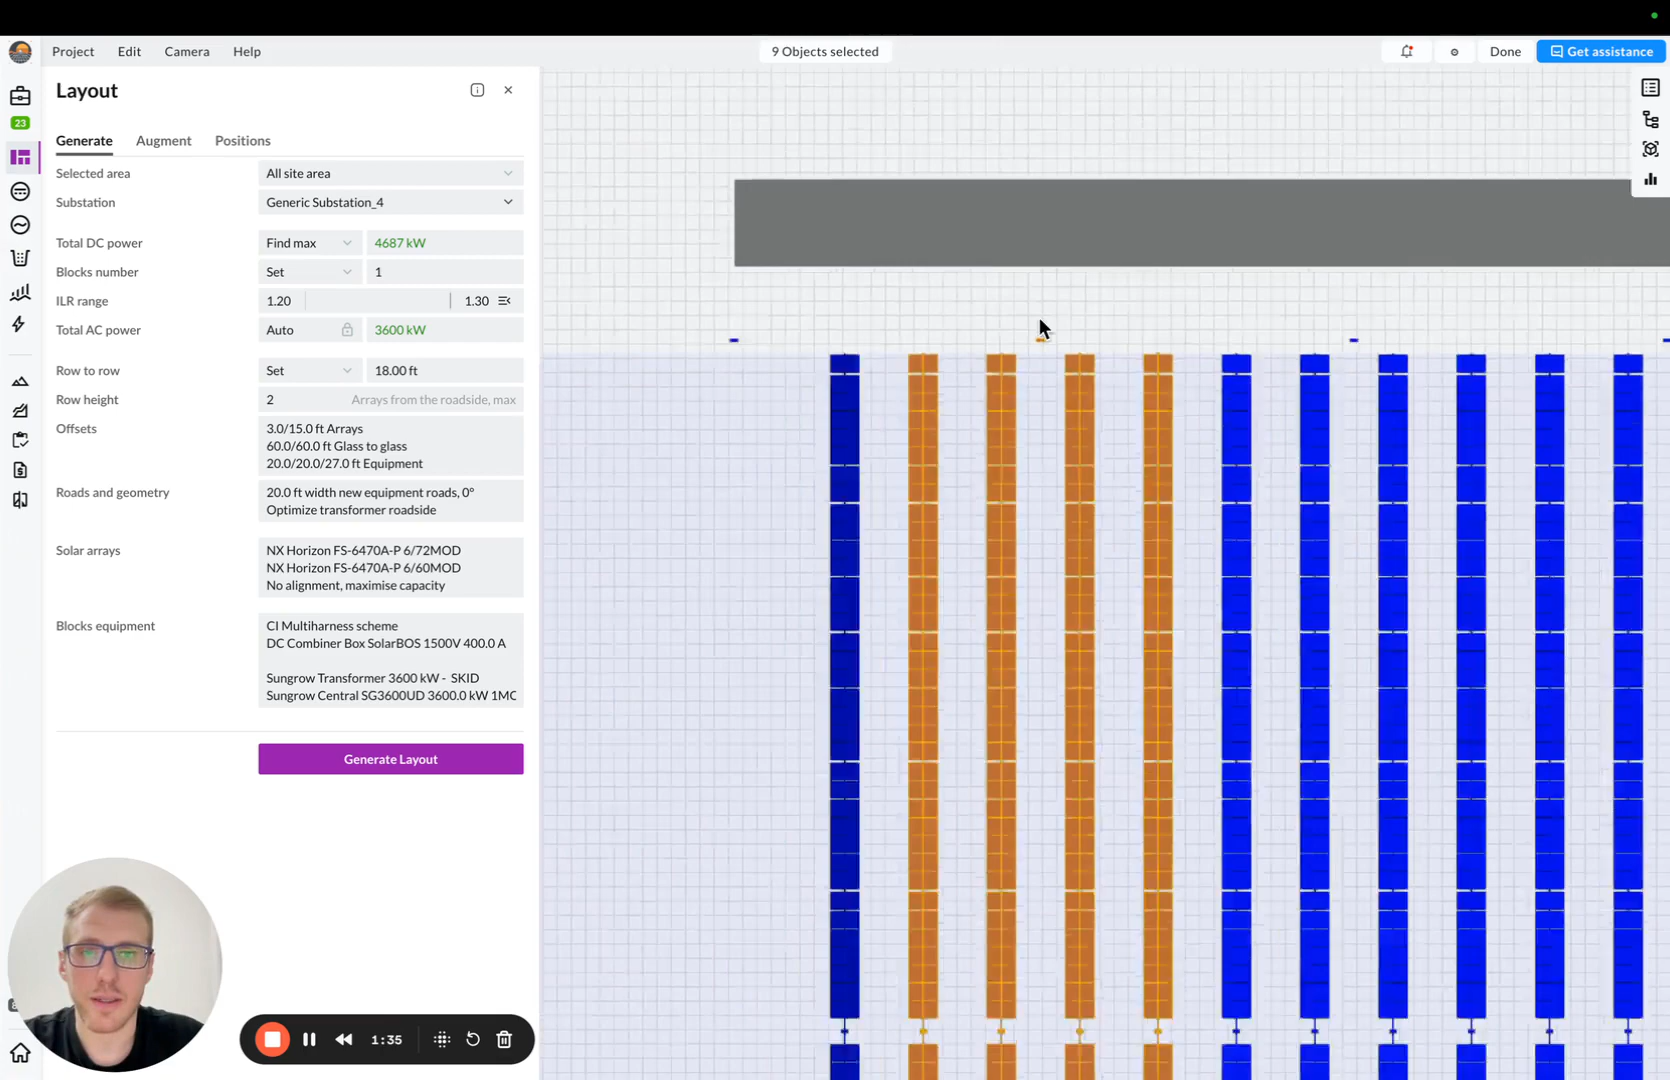 Project Edit Camera Help
9 Objects selected
Done
Get assistance
Layout
Generate Augment Positions
Selected area All site area
Substation Generic Substation_4
23
Total DC power Find max 4687 kW
Blocks number Set 1
ILR range 1.20 1.30
Total AC power Auto 3600 kW
Row to row Set 18.00 ft
Row height 2 Arrays from the roadside, max
Offsets 3.0/15.0 ft Arrays
60.0/60.0 ft Glass to glass
20.0/20.0/27.0 ft Equipment
Roads and geometry 20.0 ft width new equipment roads, 0°
Optimize transformer roadside
Solar arrays NX Horizon FS-6470A-P 6/72MOD
NX Horizon FS-6470A-P 6/60MOD
No alignment, maximise capacity
Blocks equipment CI Multiharness scheme
DC Combiner Box SolarBOS 1500V 400.0 A
Sungrow Transformer 3600 kW - SKID
Sungrow Central SG3600UD 3600.0 kW 1MC
Generate Layout
1:35